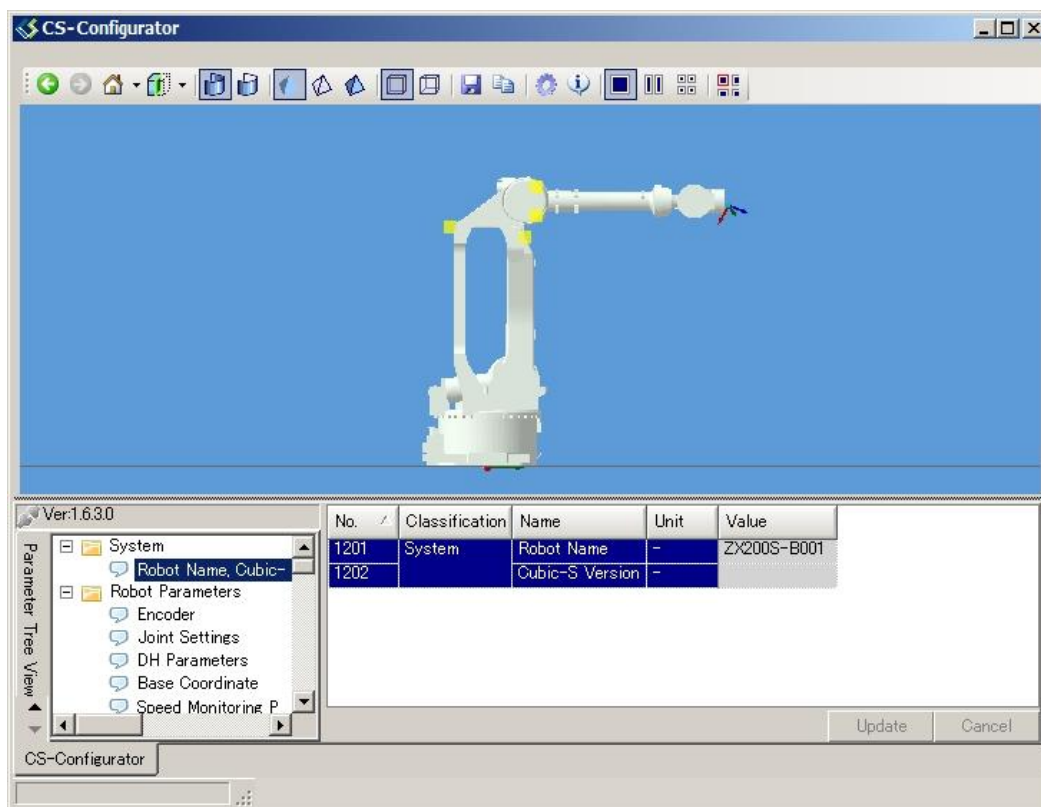 CS-Configurator
Ver:1.6.3.0
Parameter Tree View
System
Robot Name, Cubic-
Robot Parameters
Encoder
Joint Settings
DH Parameters
Base Coordinate
Speed Monitoring P
No. Classification Name Unit Value
1201 System Robot Name - ZX200S-B001
1202 Cubic-S Version -
Update Cancel
CS-Configurator